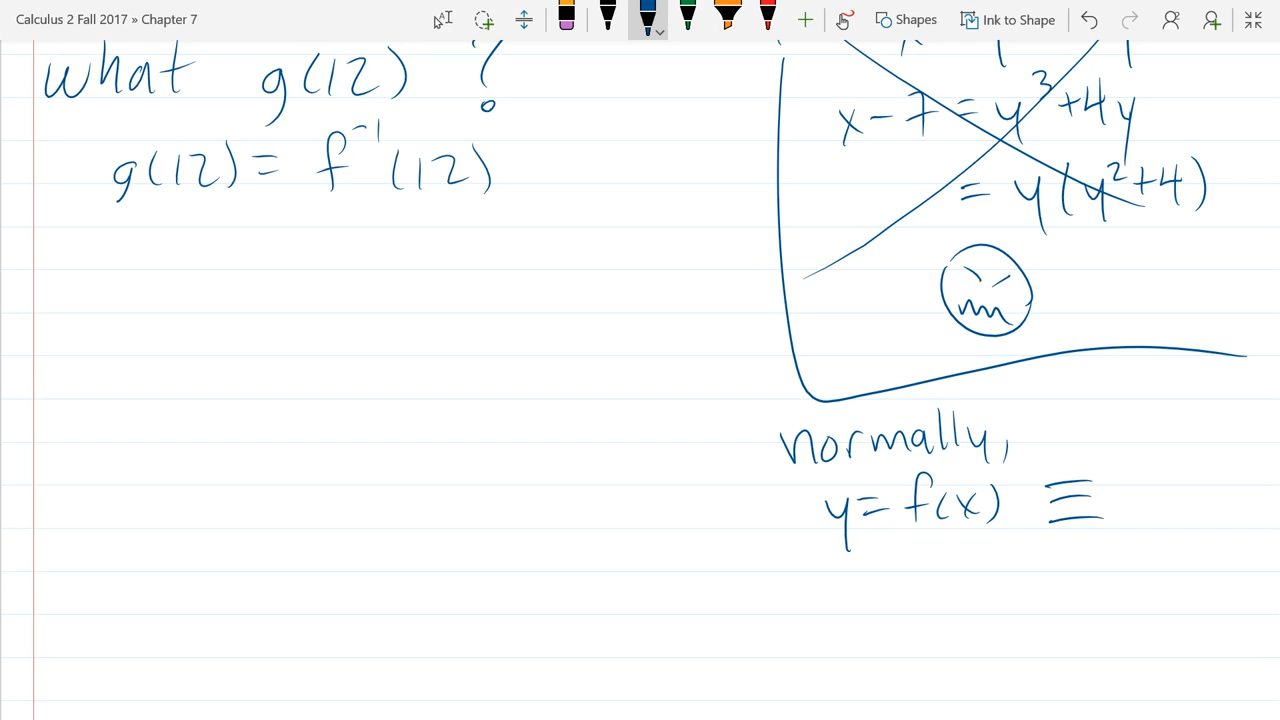 Calculus 2 Fall 2017 » Chapter 7
Shapes
Ink to Shape
what g(12) ?
g(12) = f⁻¹(12)
x - 7 = y³ + 4y
= y(y² + 4)
normally,
y = f(x) ≡